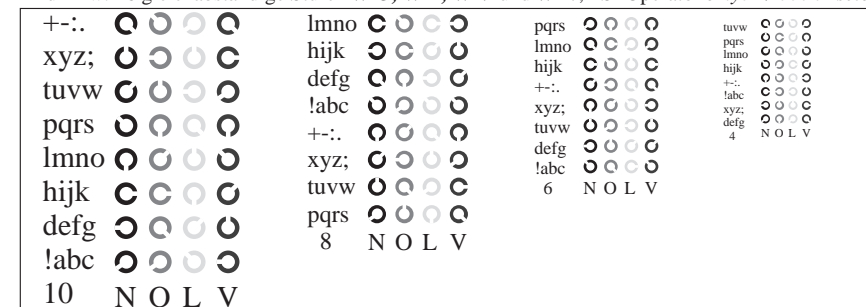 +-:.
xyz;
tuvw
pqrs
lmno
hijk
defg
!abc
10 N O L V
lmno
hijk
defg
!abc
+-:.
xyz;
tuvw
pqrs
8 N O L V
pqrs
lmno
hijk
+-:.
xyz;
tuvw
defg
!abc
6 N O L V
tuvw
pqrs
lmno
hijk
+-:.
!abc
xyz;
defg
4 N O L V